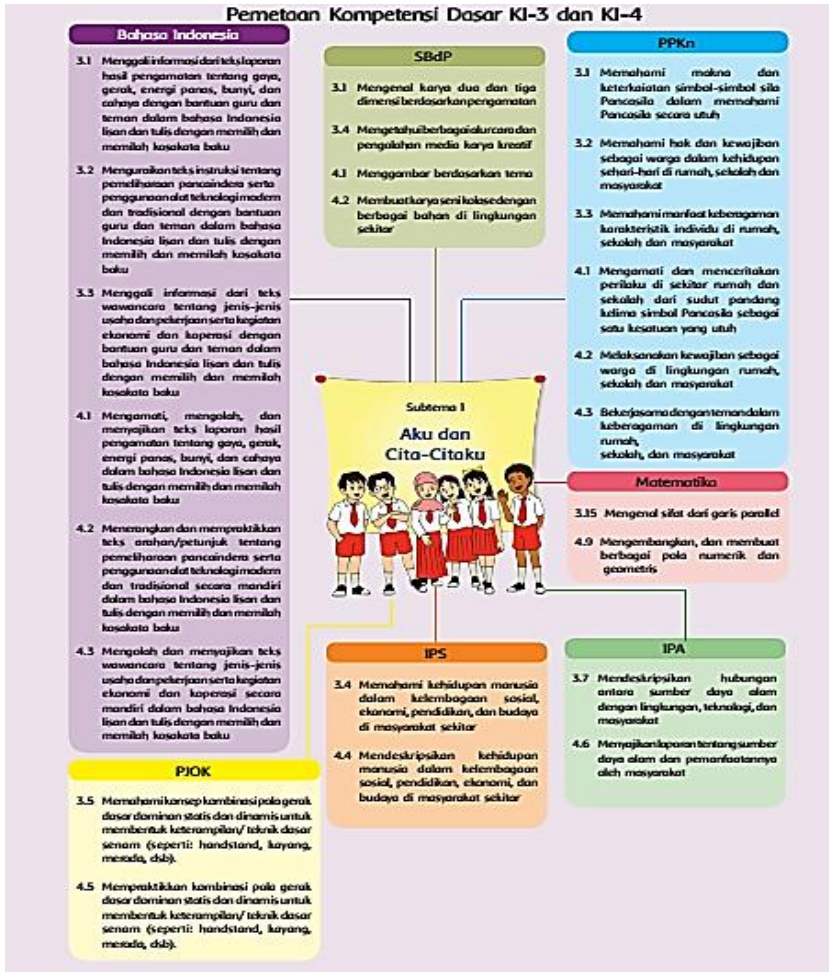 Pemetaan Kompetensi Dasar KI-3 dan KI-4
Bahasa Indonesia
3.1 Menggali informasi dari teks laporan
hasil pengamatan tentang gaya,
gerak, energi panas, bunyi, dan
cahaya dengan bantuan guru dan
teman dalam bahasa Indonesia
lisan dan tulis dengan memilih dan
memilah kosakata baku
3.2 Menguraikan teks instruksi tentang
pemeliharaan pancaindera serta
penggunaan alat teknologi modern
dan tradisional dengan bantuan
guru dan teman dalam bahasa
Indonesia lisan dan tulis dengan
memilih dan memilah kosakata
baku
3.3 Menggali informasi dari teks
wawancara tentang jenis-jenis
usaha dan pekerjaan serta kegiatan
ekonomi dan koperasi dengan
bantuan guru dan teman dalam
bahasa Indonesia lisan dan tulis
dengan memilih dan memilah
kosakata baku
4.1 Mengamati, mengolah, dan
menyajikan teks laporan hasil
pengamatan tentang gaya, gerak,
energi panas, bunyi, dan cahaya
dalam bahasa Indonesia lisan dan
tulis dengan memilih dan memilah
kosakata baku
4.2 Menerangkan dan mempraktikkan
teks arahan/petunjuk tentang
pemeliharaan pancaindera serta
penggunaan alat teknologi modern
dan tradisional secara mandiri
dalam bahasa Indonesia lisan dan
tulis dengan memilih dan memilah
kosakata baku
4.3 Mengolah dan menyajikan teks
wawancara tentang jenis-jenis
usaha dan pekerjaan serta kegiatan
ekonomi dan koperasi secara
mandiri dalam bahasa Indonesia
lisan dan tulis dengan memilih dan
memilah kosakata baku
SBdP
3.1 Mengenal karya dua dan tiga
dimensi berdasarkan pengamatan
3.4 Mengetahui berbagai alur cara dan
pengolahan media karya kreatif
4.1 Menggambar berdasarkan tema
4.2 Membuat karya seni kolase dengan
berbagai bahan di lingkungan
sekitar
PPKn
3.1 Memahami makna dan
keterkaitan simbol-simbol sila
Pancasila dalam memahami
Pancasila secara utuh
3.2 Memahami hak dan kewajiban
sebagai warga dalam kehidupan
sehari-hari di rumah, sekolah dan
masyarakat
3.3 Memahami manfaat keberagaman
karakteristik individu di rumah,
sekolah dan masyarakat
4.1 Mengamati dan menceritakan
perilaku di sekitar rumah dan
sekolah dari sudut pandang
kelima simbol Pancasila sebagai
satu kesatuan yang utuh
4.2 Melaksanakan kewajiban sebagai
warga di lingkungan rumah,
sekolah dan masyarakat
4.3 Bekerjasama dengan teman dalam
keberagaman di lingkungan
rumah,
sekolah, dan masyarakat
Subtema 1
Aku dan
Cita-Citaku
Matematika
3.15 Mengenal sifat dari garis parallel
4.9 Mengembangkan, dan membuat
berbagai pola numerik dan
geometris
IPS
3.4 Memahami kehidupan manusia
dalam kelembagaan sosial,
ekonomi, pendidikan, dan budaya
di masyarakat sekitar
4.4 Mendeskripsikan kehidupan
manusia dalam kelembagaan
sosial, pendidikan, ekonomi, dan
budaya di masyarakat sekitar
IPA
3.7 Mendeskripsikan hubungan
antara sumber daya alam
dengan lingkungan, teknologi, dan
masyarakat
4.6 Menyajikan laporan tentang sumber
daya alam dan pemanfaatannya
oleh masyarakat
PJOK
3.5 Memahami konsep kombinasi pola gerak
dasar dominan statis dan dinamis untuk
membentuk keterampilan/ teknik dasar
senam (seperti: handstand, kayang,
meroda, dsb).
4.5 Mempraktikkan kombinasi pola gerak
dasar dominan statis dan dinamis untuk
membentuk keterampilan/ teknik dasar
senam (seperti: handstand, kayang,
meroda, dsb).